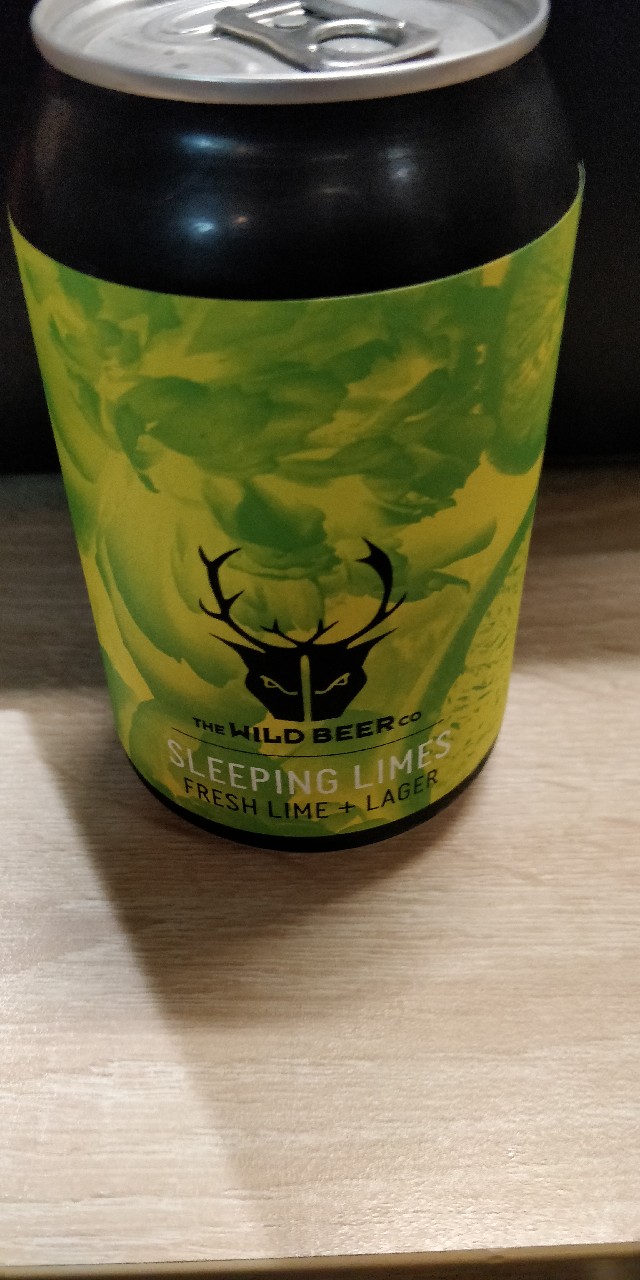 THE WILD BEER CO
SLEEPING LIMES
FRESH LIME + LAGER